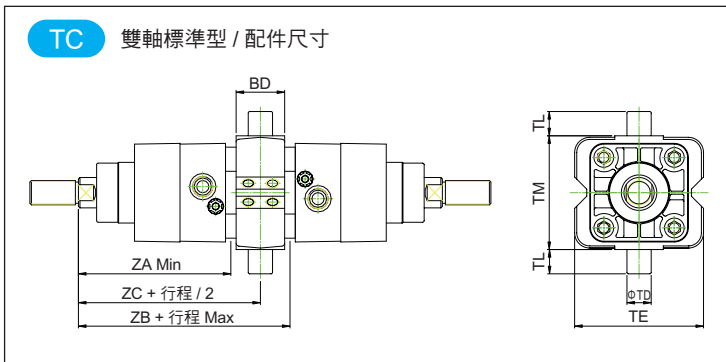 TC 雙軸標準型 / 配件尺寸
BD
ZA Min
ZC + 行程 / 2
ZB + 行程 Max
TL
TM
TL
ΦTD
TE